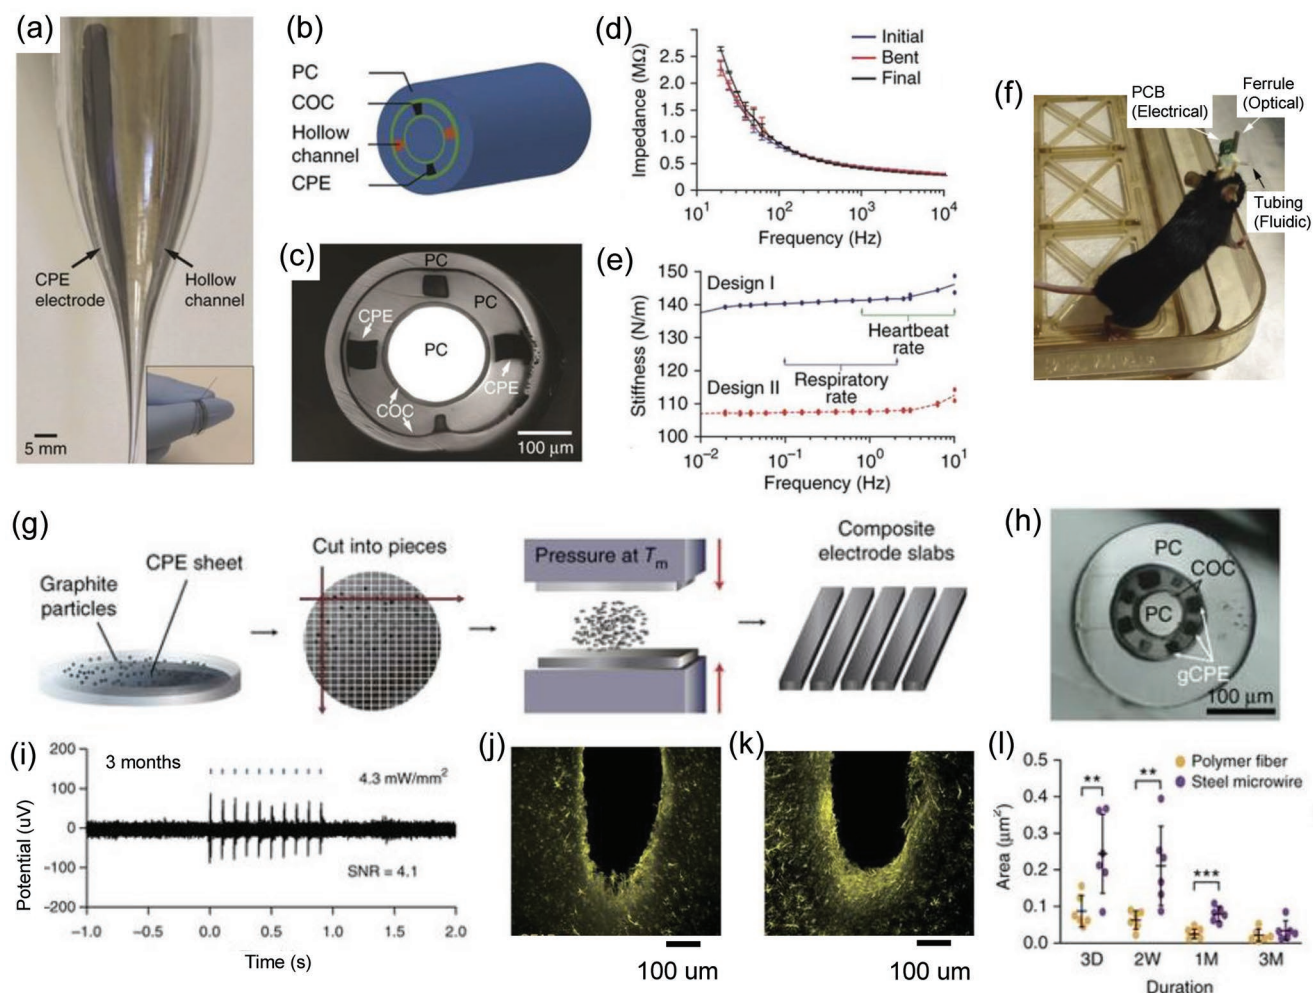 (a)
CPE
electrode
Hollow
channel
5 mm
(b)
PC
COC
Hollow
channel
CPE
(c)
PC
CPE
PC
PC
CPE
COC
100 μm
(d)
Impedance (MΩ)
2.5
2.0
1.5
1.0
0.5
0
Initial
Bent
Final
10¹
10²
10³
10⁴
Frequency (Hz)
(e)
Stiffness (N/m)
150
140
130
120
110
100
Design I
Heartbeat
rate
Respiratory
rate
Design II
10⁻²
10⁻¹
10⁰
10¹
Frequency (Hz)
(f)
PCB
(Electrical)
Ferrule
(Optical)
Tubing
(Fluidic)
(g)
Graphite
particles
CPE sheet
Cut into pieces
Pressure at Tm
Composite
electrode slabs
(h)
PC
COC
PC
gCPE
100 μm
(i)
Potential (uV)
200
100
0
-100
-200
3 months
4.3 mW/mm²
SNR = 4.1
-1.0
-0.5
0.0
0.5
1.0
1.5
2.0
Time (s)
(j)
100 um
(k)
100 um
(l)
Area (μm²)
0.5
0.4
0.3
0.2
0.1
0.0
Polymer fiber
Steel microwire
**
**
***
3D
2W
1M
3M
Duration